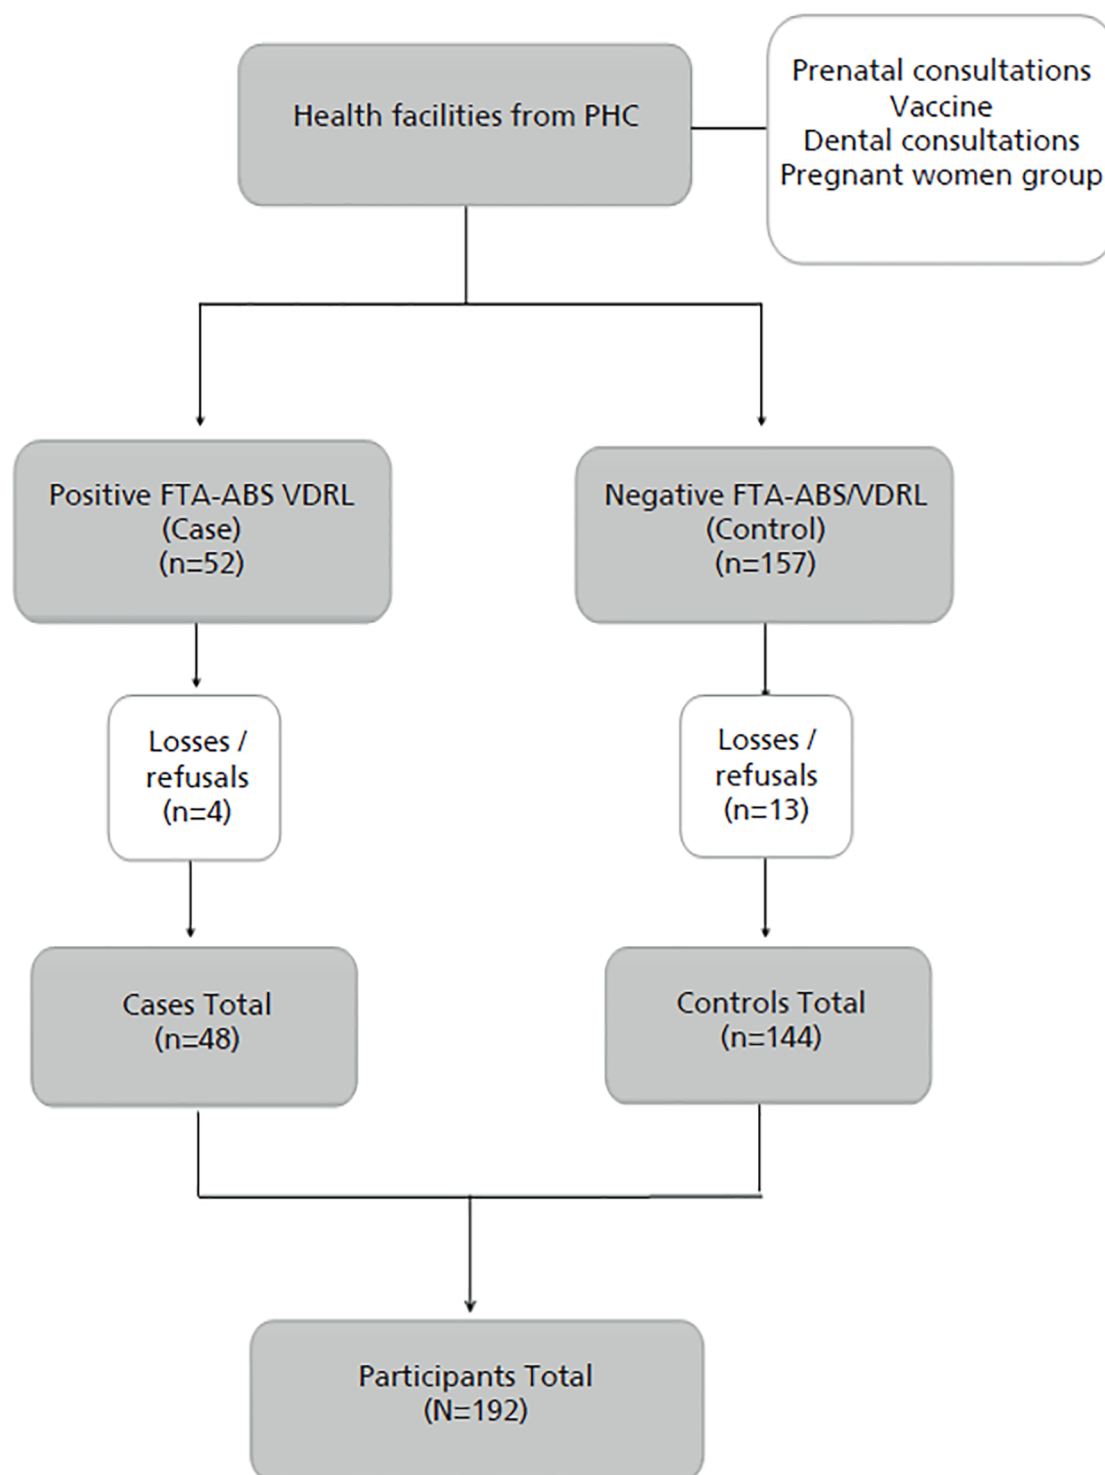 Health facilities from PHC
Prenatal consultations
Vaccine
Dental consultations
Pregnant women group
Positive FTA-ABS VDRL
(Case)
(n=52)
Negative FTA-ABS/VDRL
(Control)
(n=157)
Losses /
refusals
(n=4)
Losses /
refusals
(n=13)
Cases Total
(n=48)
Controls Total
(n=144)
Participants Total
(N=192)